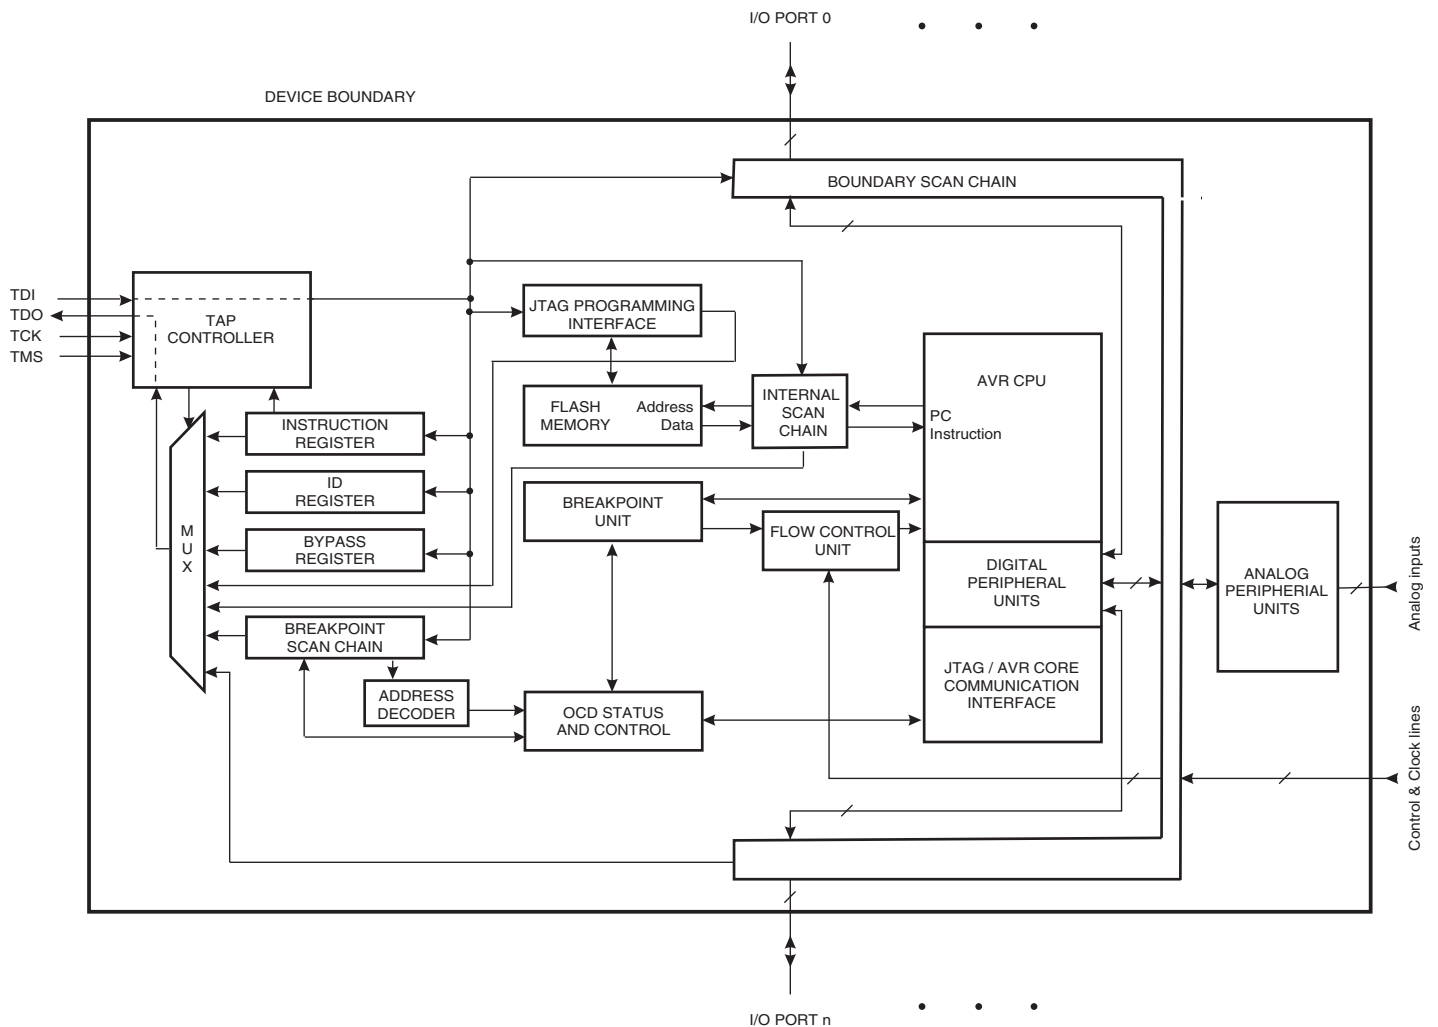 I/O PORT 0
DEVICE BOUNDARY
BOUNDARY SCAN CHAIN
TDI
TDO
TCK
TMS
TAP
CONTROLLER
JTAG PROGRAMMING
INTERFACE
AVR CPU
FLASH
MEMORY
Address
Data
INTERNAL
SCAN
CHAIN
PC
Instruction
INSTRUCTION
REGISTER
ID
REGISTER
BREAKPOINT
UNIT
FLOW CONTROL
UNIT
BYPASS
REGISTER
M
U
X
DIGITAL
PERIPHERAL
UNITS
ANALOG
PERIPHERIAL
UNITS
Analog inputs
BREAKPOINT
SCAN CHAIN
JTAG / AVR CORE
COMMUNICATION
INTERFACE
ADDRESS
DECODER
OCD STATUS
AND CONTROL
Control & Clock lines
I/O PORT n